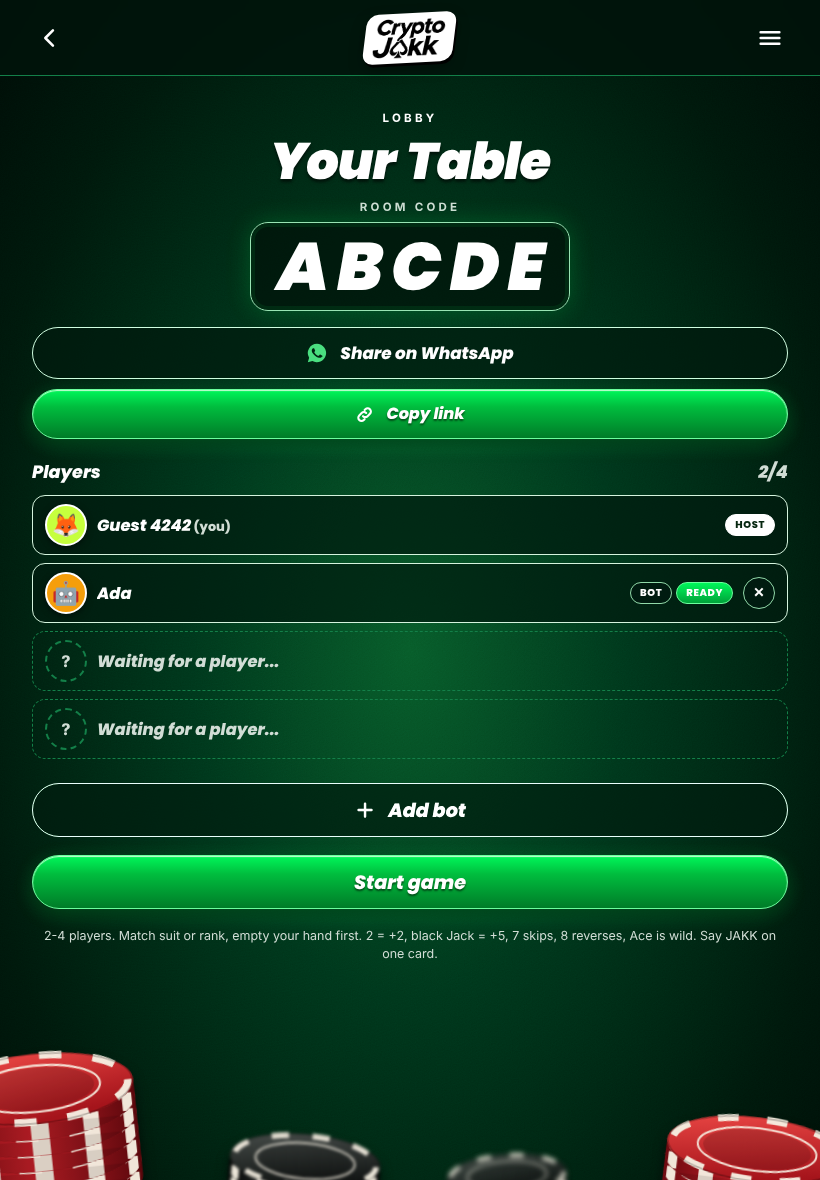 Crypto
Jakk
LOBBY
Your Table
ROOM CODE
ABCDE
Share on WhatsApp
Copy link
Players 2/4
Guest 4242 (you) HOST
Ada BOT READY ✕
? Waiting for a player...
? Waiting for a player...
+ Add bot
Start game
2-4 players. Match suit or rank, empty your hand first. 2 = +2, black Jack = +5, 7 skips, 8 reverses, Ace is wild. Say JAKK on
one card.